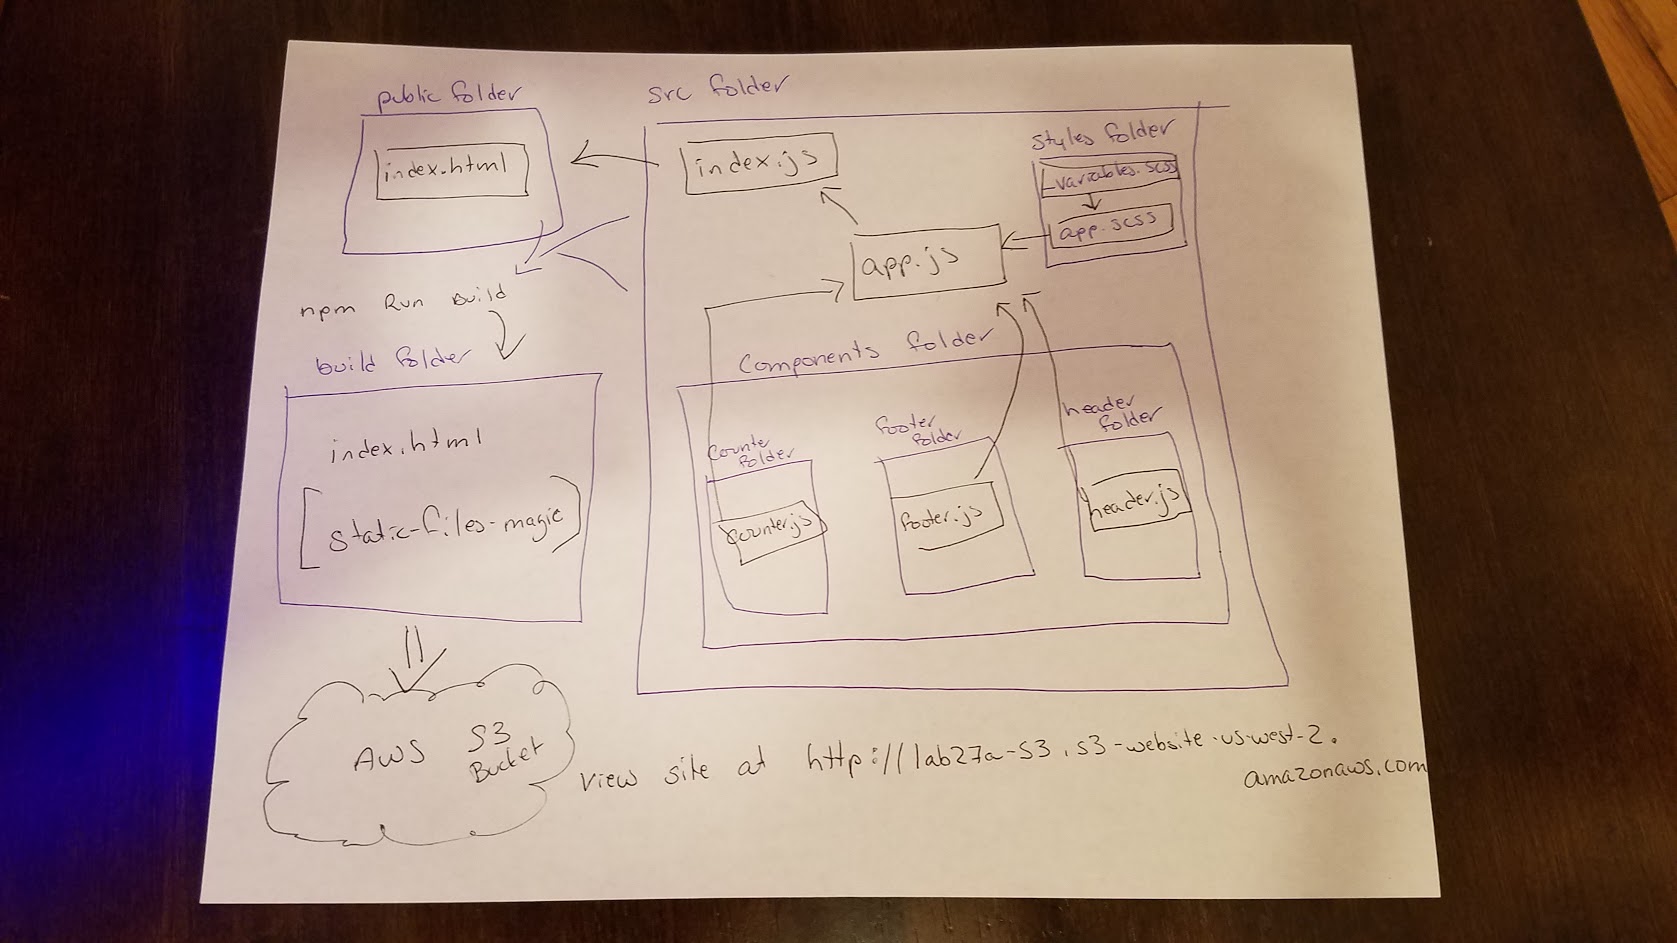 public folder
index.html
src folder
index.js
styles folder
_variables.scss
app.scss
app.js
npm Run build
build folder
index.html
[static-files-magic]
Components folder
counter
folder
counter.js
footer
folder
footer.js
header
folder
header.js
AWS S3
Bucket
view site at http://lab27a-s3.s3-website-us-west-2.
amazonaws.com